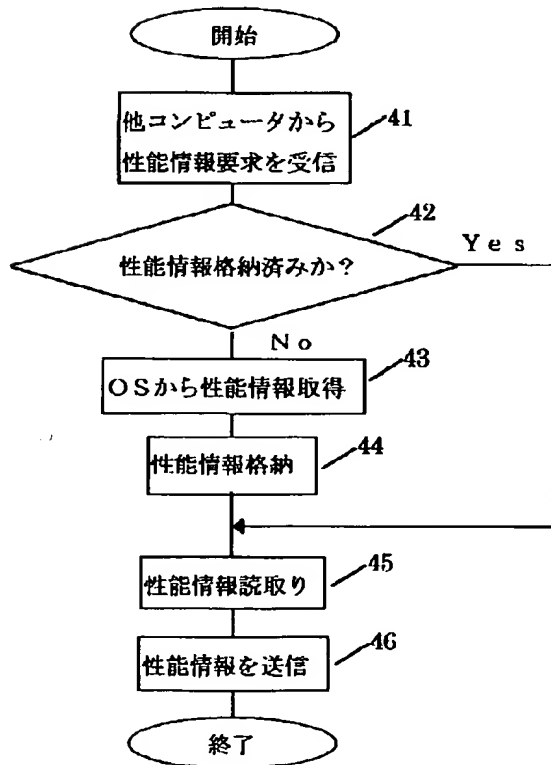 開始
他コンピュータから
性能情報要求を受信
41
42
性能情報格納済みか?
Yes
No
43
OSから性能情報取得
44
性能情報格納
45
性能情報読取り
46
性能情報を送信
終了